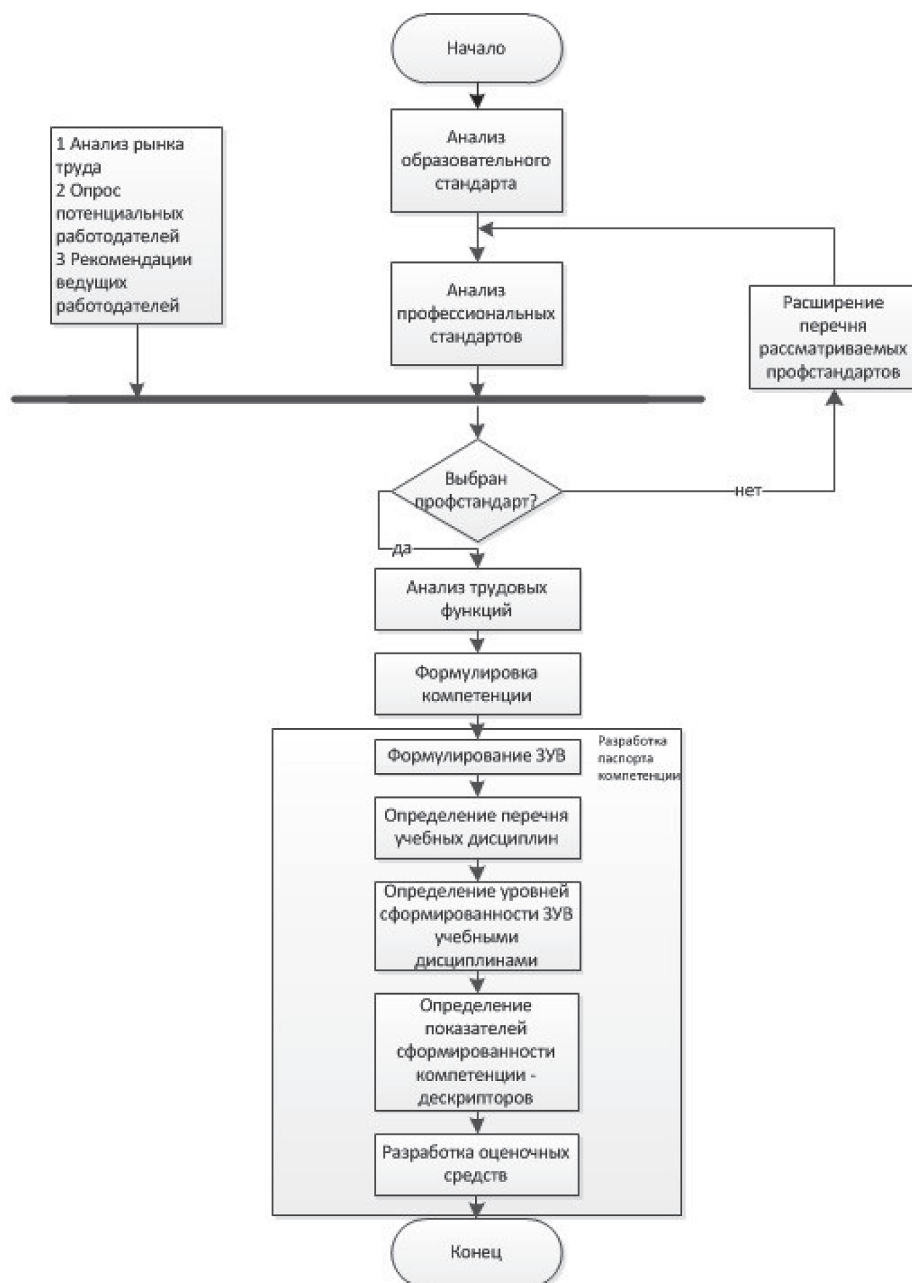 Начало
Анализ
образовательного
стандарта
1 Анализ рынка
труда
2 Опрос
потенциальных
работодателей
3 Рекомендации
ведущих
работодателей
Анализ
профессиональных
стандартов
Расширение
перечня
рассматриваемых
профстандартов
Выбран
профстандарт?
нет
да
Анализ трудовых
функций
Формулировка
компетенции
Разработка
паспорта
компетенции
Формулирование ЗУВ
Определение перечня
учебных дисциплин
Определение уровней
сформированности ЗУВ
учебными
дисциплинами
Определение
показателей
сформированности
компетенции -
дескрипторов
Разработка оценочных
средств
Конец